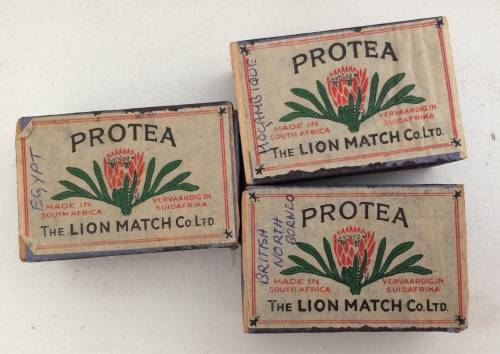 PROTEA
MOÇAMBIQUE
MADE IN
SOUTH AFRICA
VERVAARDIG IN
SUIDAFRIKA
THE LION MATCH CO. LTD.
PROTEA
EGYPT
MADE IN
SOUTH AFRICA
VERVAARDIG IN
SUIDAFRIKA
THE LION MATCH CO. LTD.
PROTEA
BRITISH
NORTH
BORNEO
MADE IN
SOUTH AFRICA
VERVAARDIG IN
SUIDAFRIKA
THE LION MATCH CO. LTD.